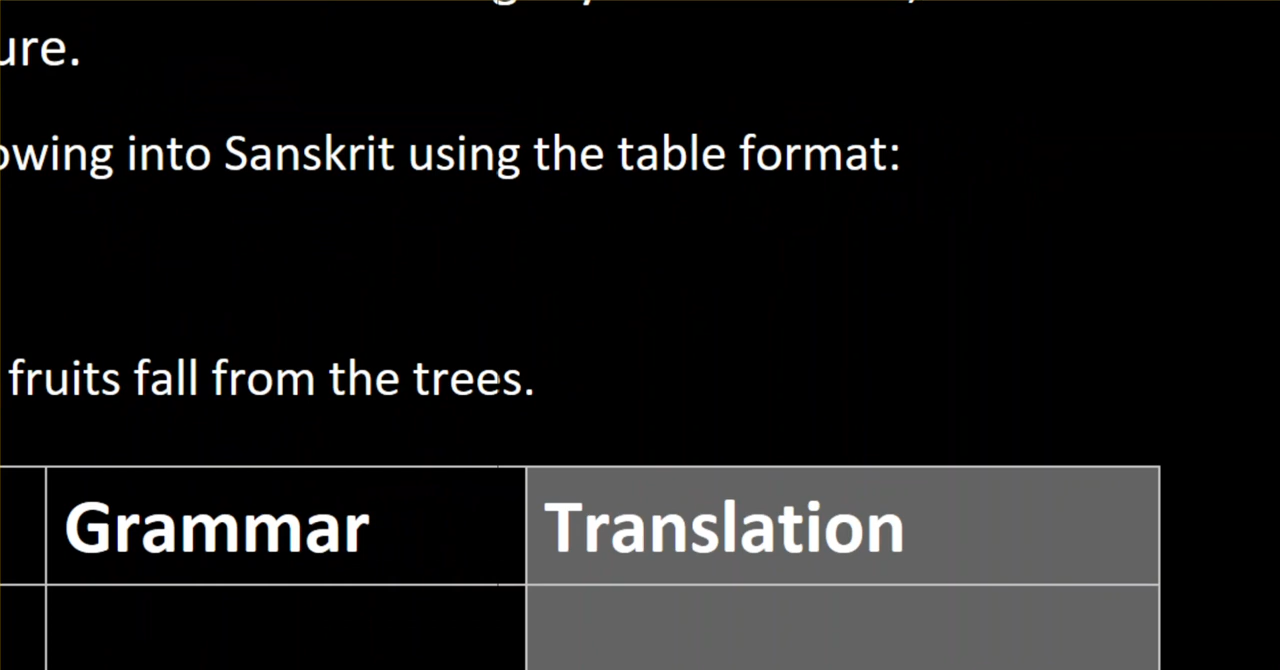 ure.
owing into Sanskrit using the table format:
fruits fall from the trees.
Grammar Translation